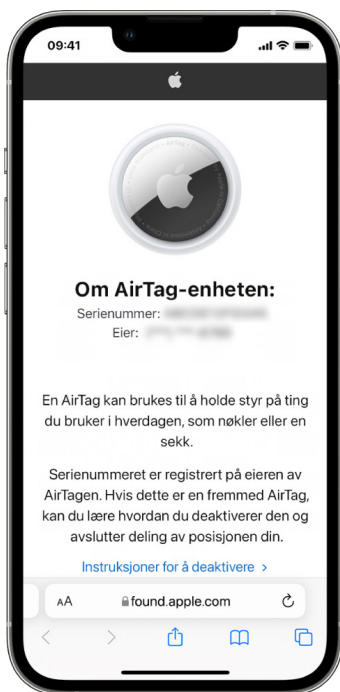 09:41
Om AirTag-enheten:
Serienummer:
Eier:
En AirTag kan brukes til å holde styr på ting
du bruker i hverdagen, som nøkler eller en
sekk.
Serienummeret er registrert på eieren av
AirTagen. Hvis dette er en fremmed AirTag,
kan du lære hvordan du deaktiverer den og
avslutter deling av posisjonen din.
Instruksjoner for å deaktivere >
AA found.apple.com